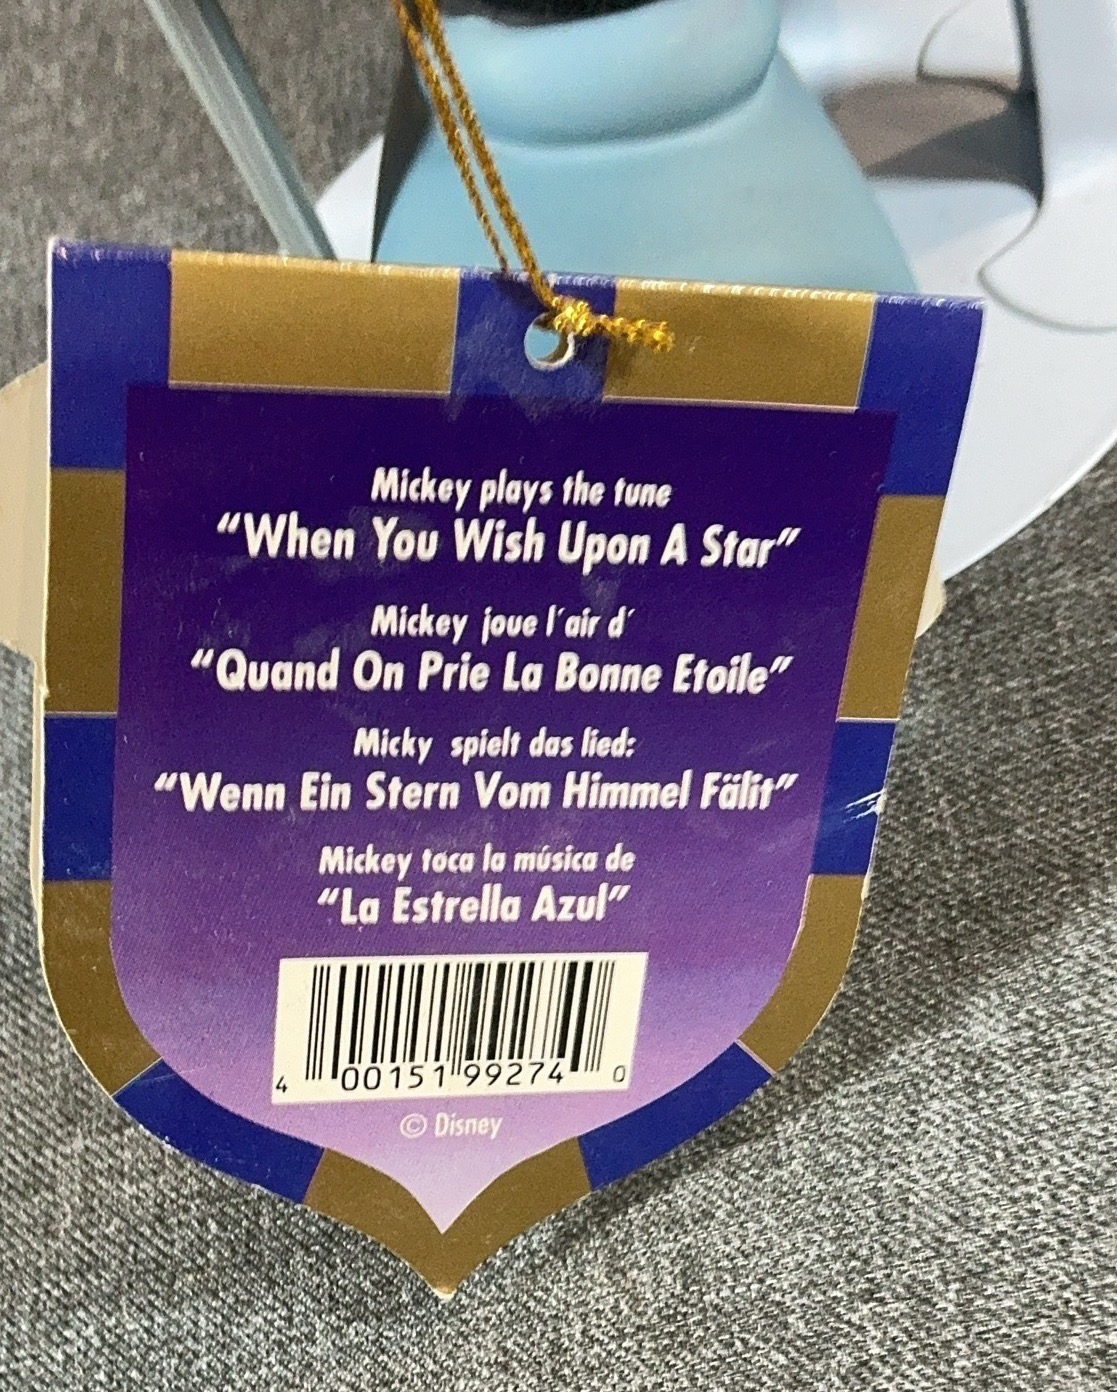 Mickey plays the tune
“When You Wish Upon A Star”
Mickey joue l´air d´
“Quand On Prie La Bonne Etoile”
Micky spielt das lied:
“Wenn Ein Stern Vom Himmel Fälit”
Mickey toca la música de
“La Estrella Azul”
4 00151 99274 0
© Disney